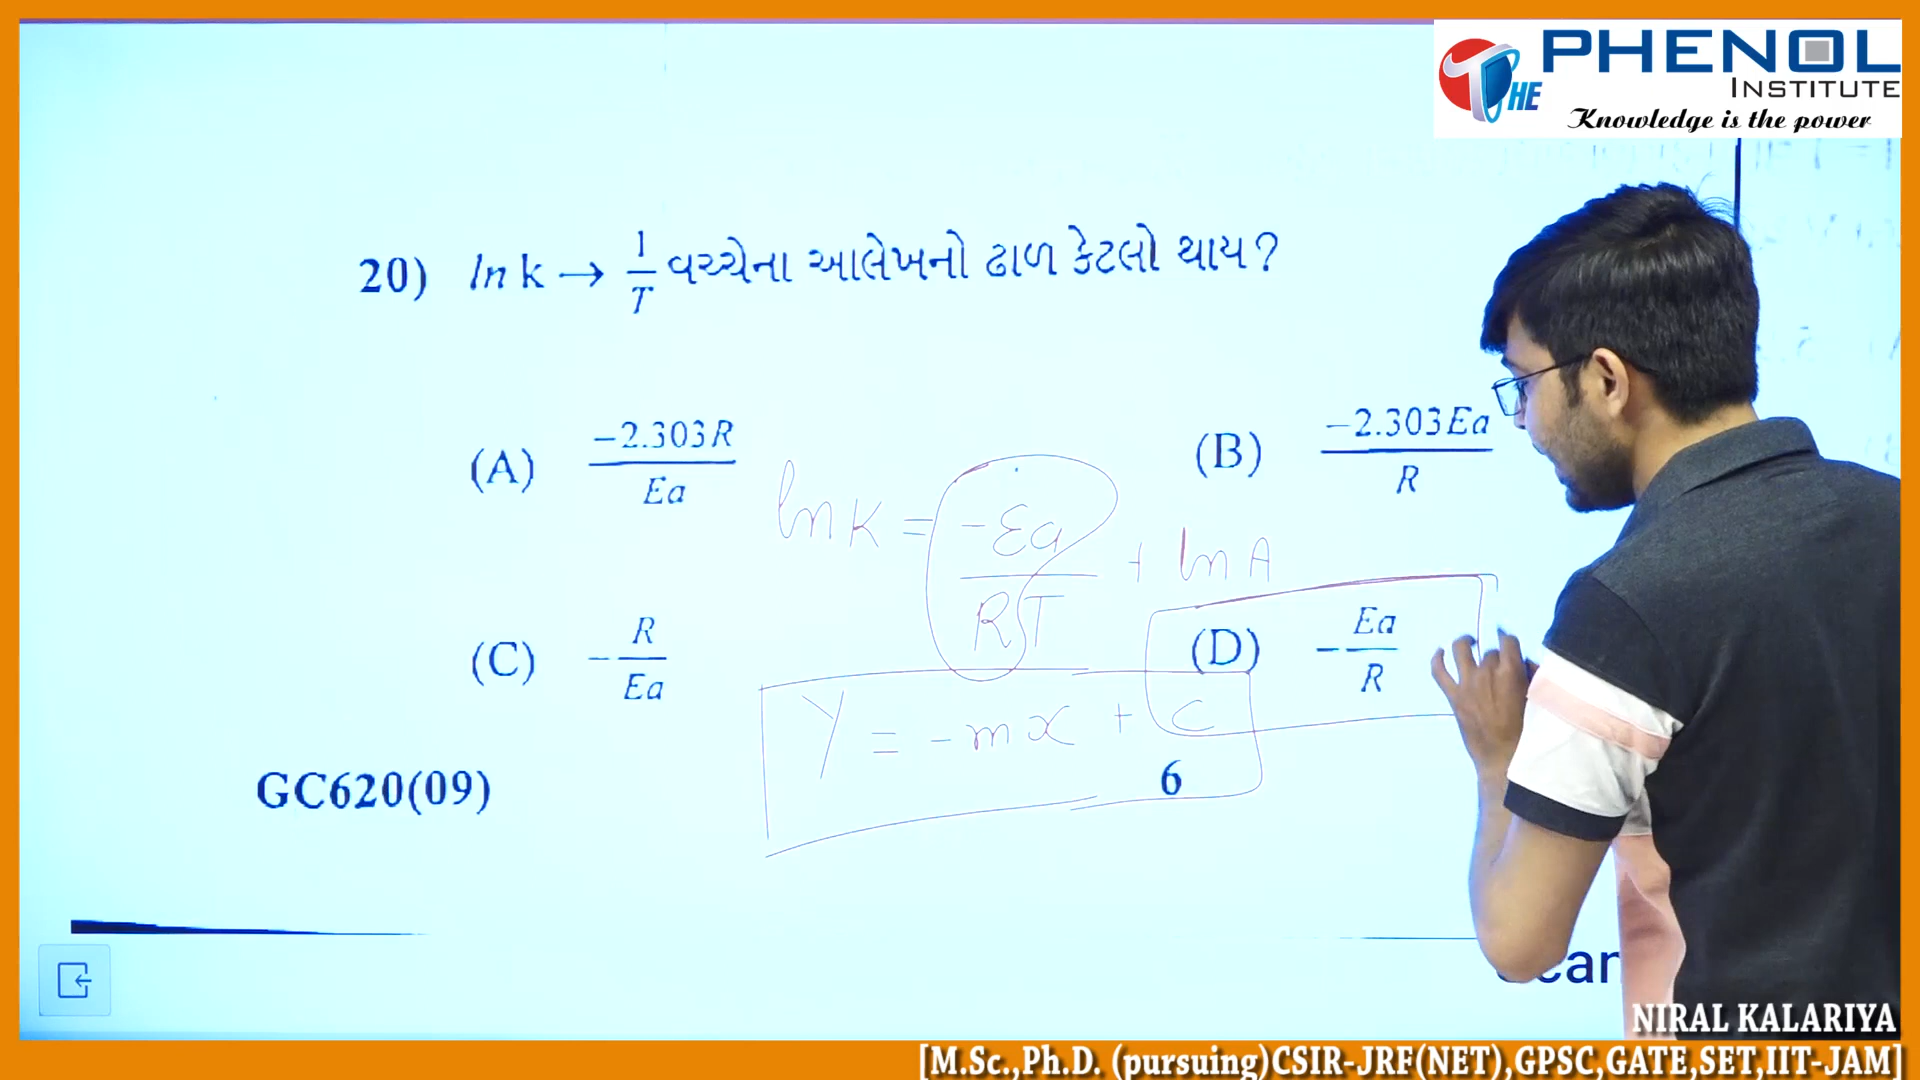 THE PHENOL
INSTITUTE
Knowledge is the power
20) ln k → 1/T વચ્ચેના આલેખનો ઢાળ કેટલો થાય?
(A) -2.303R/Ea (B) -2.303Ea/R
ln K = -Ea/RT + ln A
(C) -R/Ea (D) -Ea/R
Y = -mx + c
GC620(09) 6
NIRAL KALARIYA
[M.Sc.,Ph.D. (pursuing)CSIR-JRF(NET),GPSC,GATE,SET,IIT-JAM]